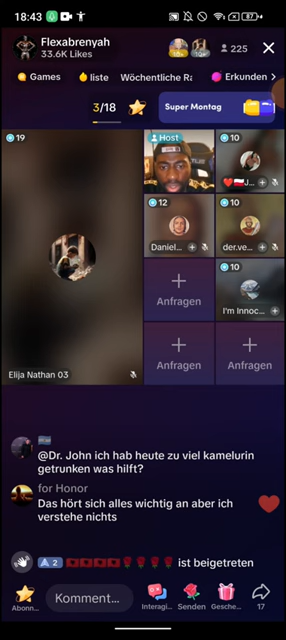 18:43
87
Flexabrenyah
33.6K Likes
225
Games
liste
Wöchentliche Ra
Erkunden
3/18
Super Montag
19
Host
10
❤️🇵🇱J...
12
Daniel...
10
der.ve...
Anfragen
10
I'm Innoc...
Anfragen
Anfragen
Elija Nathan 03
@Dr. John ich hab heute zu viel kamelurin
getrunken was hilft?
for Honor
Das hört sich alles wichtig an aber ich
verstehe nichts
2
ist beigetreten
Abonn...
Komment...
Interagi...
Senden
Gesche...
17